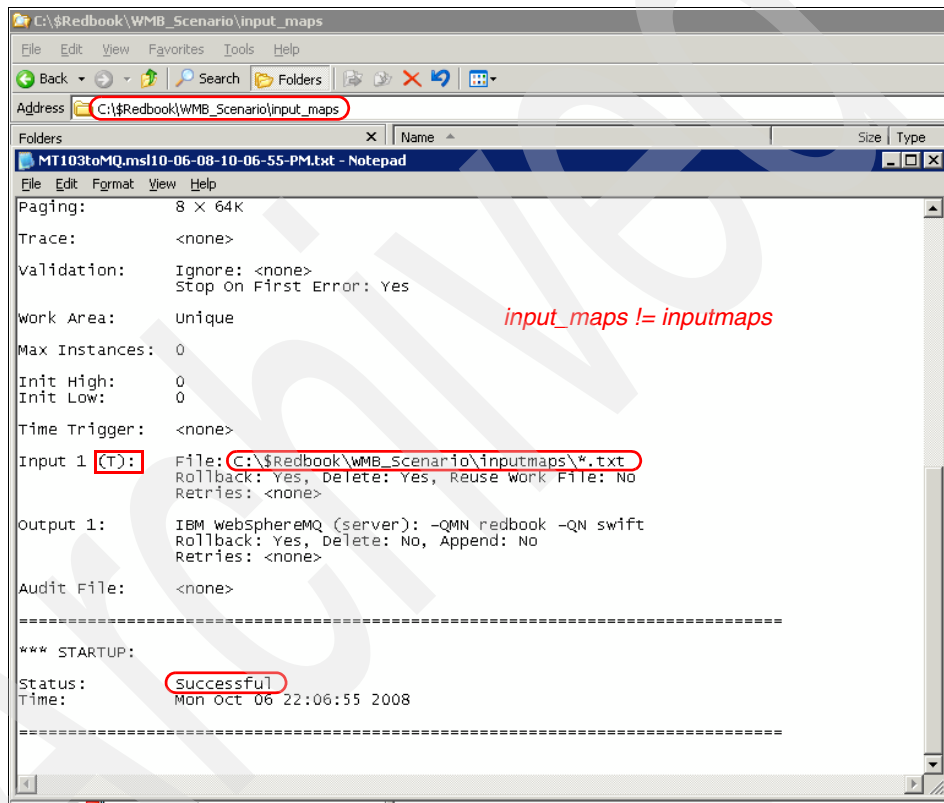 C:\$Redbook\WMB_Scenario\input_maps
File Edit View Favorites Tools Help
Back Search Folders
Address C:\$Redbook\WMB_Scenario\input_maps
Folders x Name Size Type
MT103toMQ.msl10-06-08-10-06-55-PM.txt - Notepad
File Edit Format View Help
Paging: 8 X 64K
Trace: <none>
Validation: Ignore: <none>
Stop On First Error: Yes
input_maps != inputmaps
Work Area: Unique
Max Instances: 0
Init High: 0
Init Low: 0
Time Trigger: <none>
Input 1 (T): File: C:\$Redbook\WMB_Scenario\inputmaps\*.txt
Rollback: Yes, Delete: Yes, Reuse Work File: No
Retries: <none>
Output 1: IBM WebSphereMQ (server): -QMN redbook -QN swift
Rollback: Yes, Delete: No, Append: No
Retries: <none>
Audit File: <none>
==============================================================================
*** STARTUP:
Status: Successful
Time: Mon Oct 06 22:06:55 2008
==============================================================================